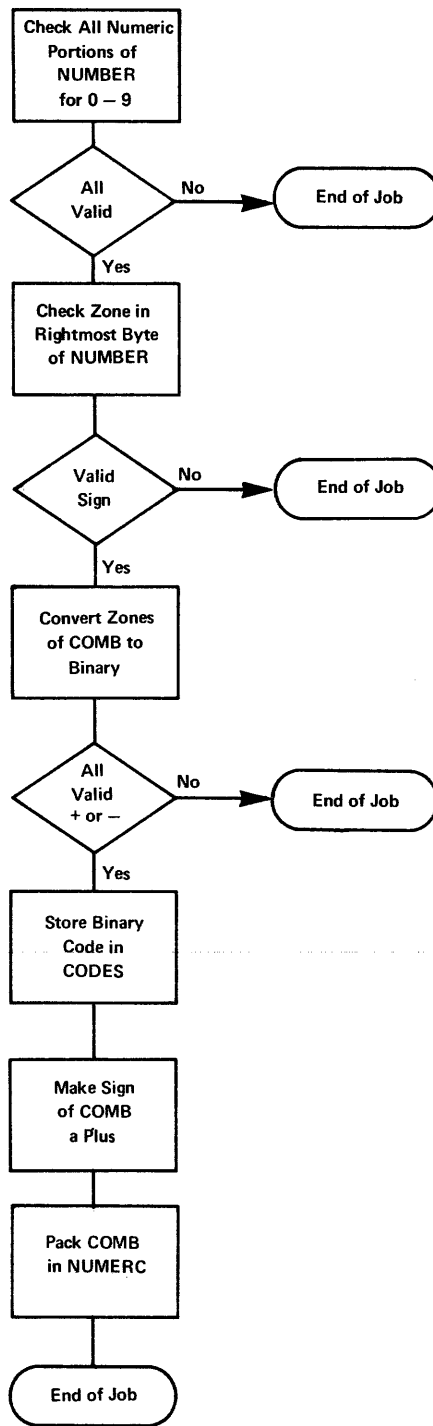 Check All Numeric
Portions of
NUMBER
for 0 – 9
All
Valid
No
End of Job
Yes
Check Zone in
Rightmost Byte
of NUMBER
Valid
Sign
No
End of Job
Yes
Convert Zones
of COMB to
Binary
All
Valid
+ or –
No
End of Job
Yes
Store Binary
Code in
CODES
Make Sign
of COMB
a Plus
Pack COMB
in NUMERC
End of Job